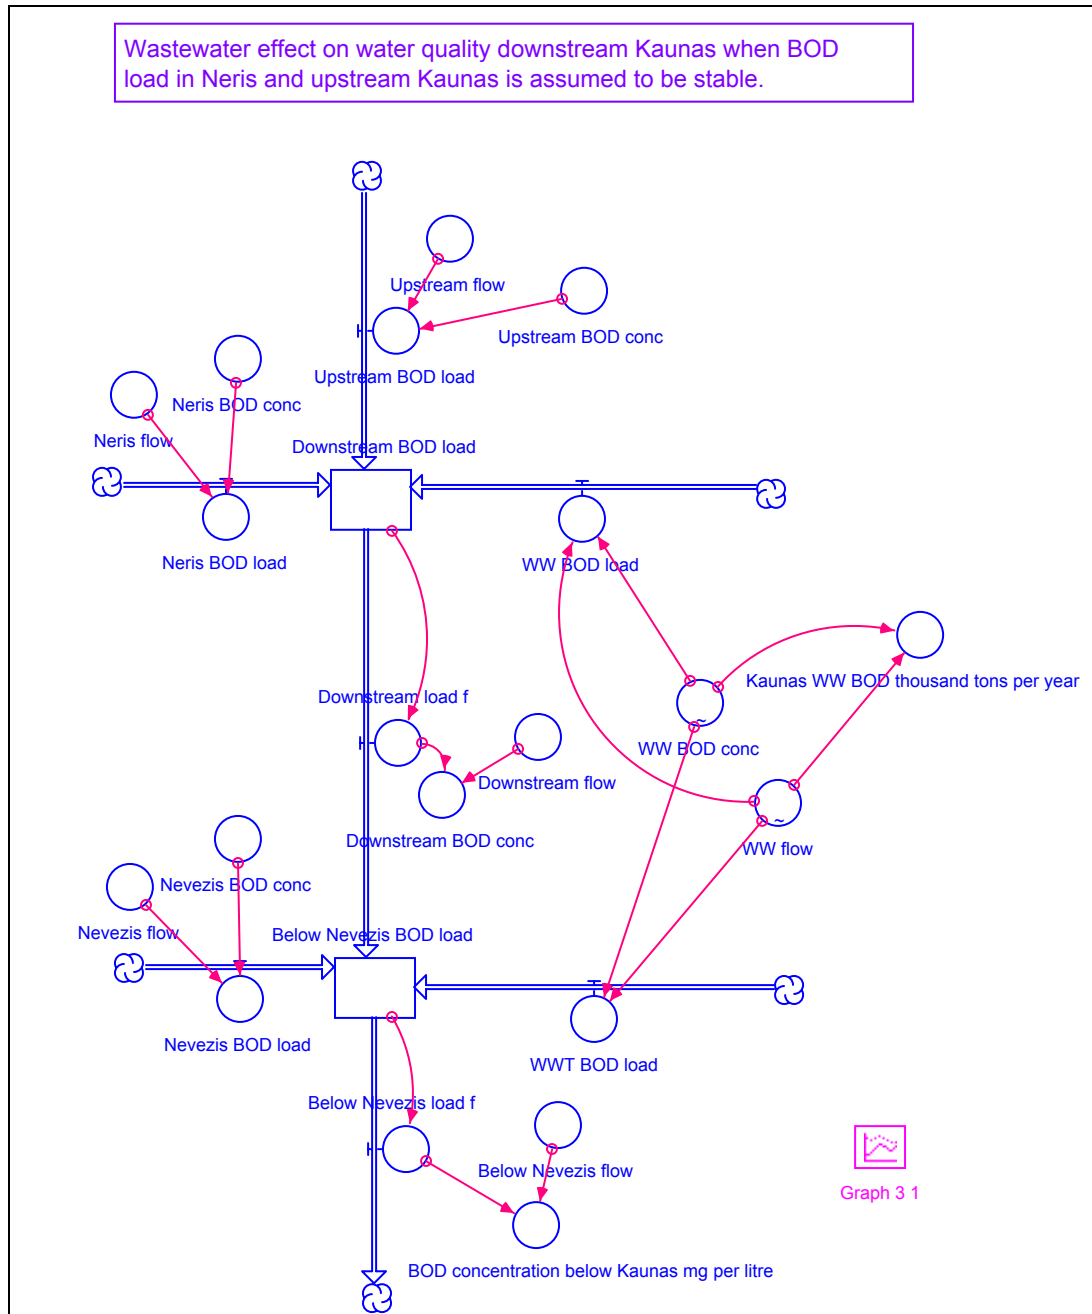 Wastewater effect on water quality downstream Kaunas when BOD
load in Neris and upstream Kaunas is assumed to be stable.
Upstream flow
Upstream BOD conc
Upstream BOD load
Neris BOD conc
Neris flow
Downstream BOD load
Neris BOD load
WW BOD load
Kaunas WW BOD thousand tons per year
Downstream load f
~
WW BOD conc
Downstream flow
~
Downstream BOD conc
WW flow
Nevezis BOD conc
Nevezis flow
Below Nevezis BOD load
Nevezis BOD load
WWT BOD load
Below Nevezis load f
Below Nevezis flow
Graph 3 1
BOD concentration below Kaunas mg per litre